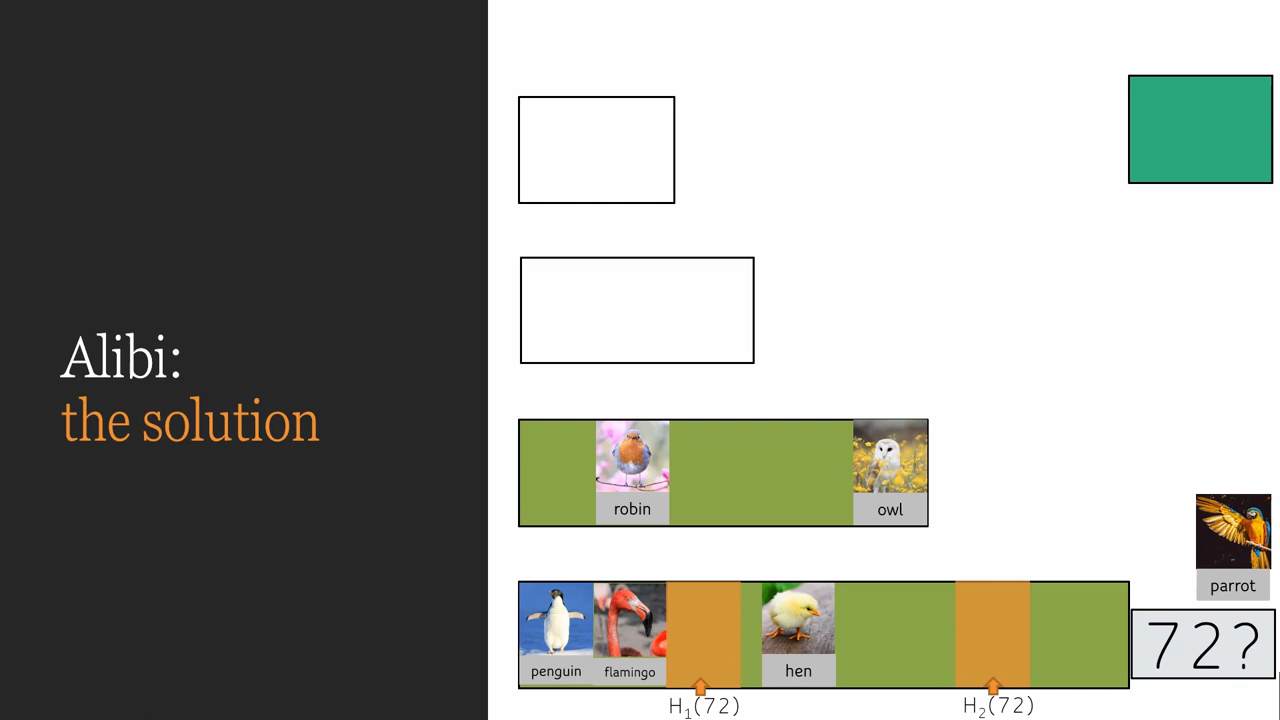 Alibi:
the solution
robin
owl
parrot
penguin
flamingo
hen
72?
H₁(72)
H₂(72)